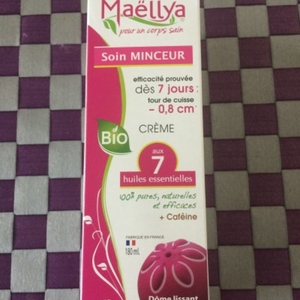 Maëllya
pour un corps sain
Soin MINCEUR
efficacité prouvée
dès 7 jours :
tour de cuisse
- 0,8 cm*
Bio
CRÈME
aux
7
huiles essentielles
100% pures, naturelles
et efficaces
+ Caféine
FABRIQUÉ EN FRANCE
180 mL
Dôme lissant